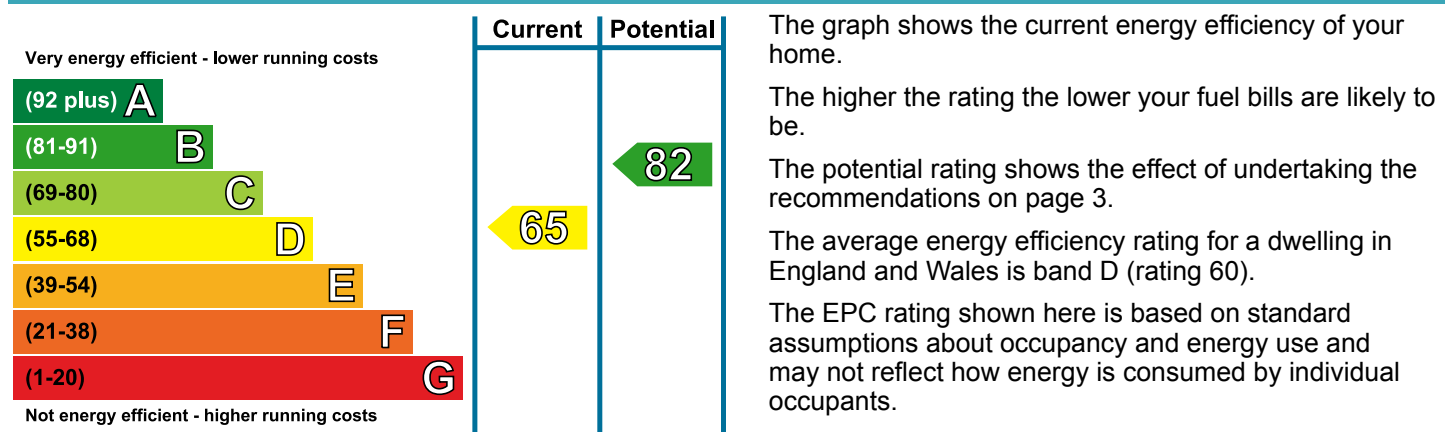 Current Potential
Very energy efficient - lower running costs
(92 plus) A
(81-91) B
(69-80) C
(55-68) D
(39-54) E
(21-38) F
(1-20) G
Not energy efficient - higher running costs
65
82
The graph shows the current energy efficiency of your
home.
The higher the rating the lower your fuel bills are likely to
be.
The potential rating shows the effect of undertaking the
recommendations on page 3.
The average energy efficiency rating for a dwelling in
England and Wales is band D (rating 60).
The EPC rating shown here is based on standard
assumptions about occupancy and energy use and
may not reflect how energy is consumed by individual
occupants.